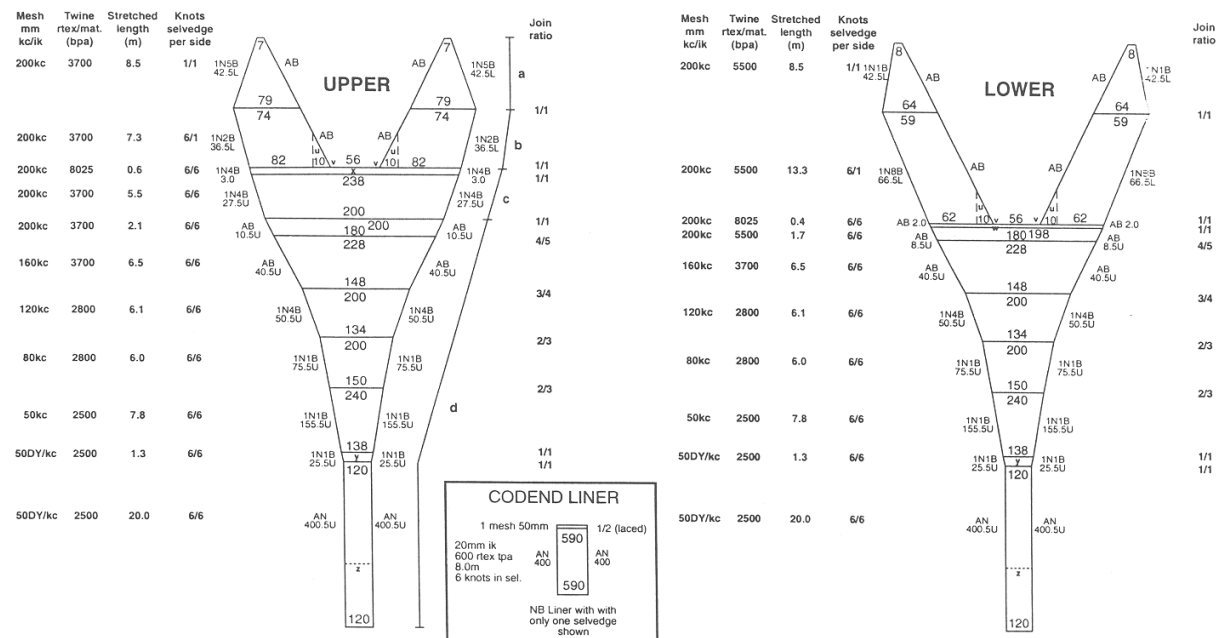 Mesh mm kc/ik
Twine rtex/mat. (bpa)
Stretched length (m)
Knots selvedge per side
Join ratio
UPPER
200kc 3700 8.5 1/1
200kc 3700 7.3 6/1
200kc 8025 0.6 6/6
200kc 3700 5.5 6/6
200kc 3700 2.1 6/6
160kc 3700 6.5 6/6
120kc 2800 6.1 6/6
80kc 2800 6.0 6/6
50kc 2500 7.8 6/6
50DY/kc 2500 1.3 6/6
50DY/kc 2500 20.0 6/6
7 7
1N5B 42.5L
AB AB
1N5B 42.5L
a
79 79
1/1
74 74
1N2B 36.5L
AB AB
1N2B 36.5L
b
u u
82 10 v 56 v 10 82
1/1
1N4B 3.0
x
1N4B 3.0
1/1
238
1N4B 27.5U
1N4B 27.5U
c
200
1/1
200
AB 10.5U
180
AB 10.5U
228
4/5
AB 40.5U
AB 40.5U
148
3/4
200
1N4B 50.5U
1N4B 50.5U
134
2/3
200
1N1B 75.5U
1N1B 75.5U
150
2/3
240
d
1N1B 155.5U
1N1B 155.5U
138
1/1
y
1N1B 25.5U
1N1B 25.5U
1/1
120
AN 400.5U
AN 400.5U
z
120
CODEND LINER
1 mesh 50mm
1/2 (laced)
590
20mm ik
600 rtex tpa
8.0m
6 knots in sel.
AN 400
AN 400
590
NB Liner with with
only one selvedge
shown
Mesh mm kc/ik
Twine rtex/mat. (bpa)
Stretched length (m)
Knots selvedge per side
Join ratio
LOWER
200kc 5500 8.5 1/1
200kc 5500 13.3 6/1
200kc 8025 0.4 6/6
200kc 5500 1.7 6/6
160kc 3700 6.5 6/6
120kc 2800 6.1 6/6
80kc 2800 6.0 6/6
50kc 2500 7.8 6/6
50DY/kc 2500 1.3 6/6
50DY/kc 2500 20.0 6/6
8 8
1N1B 42.5L
AB AB
1N1B 42.5L
64 64
1/1
59 59
1N8B 66.5L
AB AB
1N8B 66.5L
u u
62 10 v 56 v 10 62
1/1
AB 2.0
w
AB 2.0
1/1
180 198
AB 8.5U
AB 8.5U
228
4/5
AB 40.5U
AB 40.5U
148
3/4
200
1N4B 50.5U
1N4B 50.5U
134
2/3
200
1N1B 75.5U
1N1B 75.5U
150
2/3
240
1N1B 155.5U
1N1B 155.5U
138
1/1
y
1N1B 25.5U
1N1B 25.5U
1/1
120
AN 400.5U
AN 400.5U
z
120